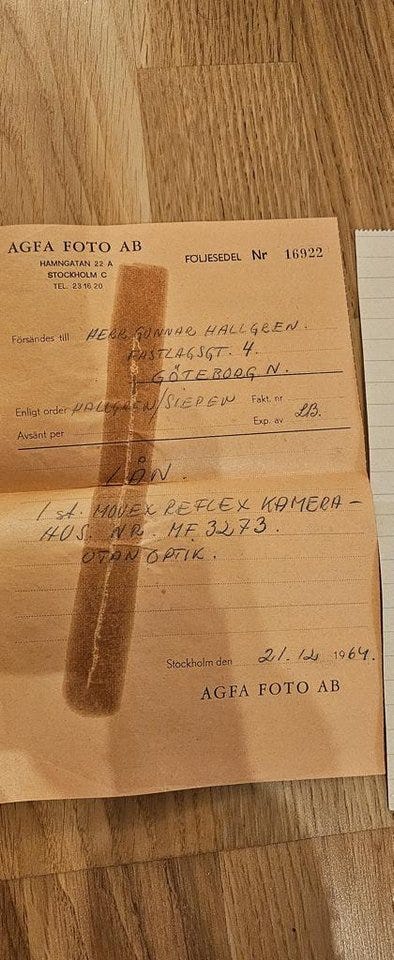 AGFA FOTO AB
HAMNGATAN 22 A
STOCKHOLM C
TEL. 23 16 20
FÖLJESEDEL Nr 16922
Försändes till HERR GUNNAR HALLGREN.
FASTLAGSGT. 4.
GÖTEBORG N.
Enligt order HALLGREN/SIEPEN Fakt. nr
Avsänt per Exp. av LB.
LÅN.
1 st. MOVEX REFLEX KAMERA-
HUS. NR. MF. 3273.
UTAN OPTIK.
Stockholm den 21.12 1964.
AGFA FOTO AB